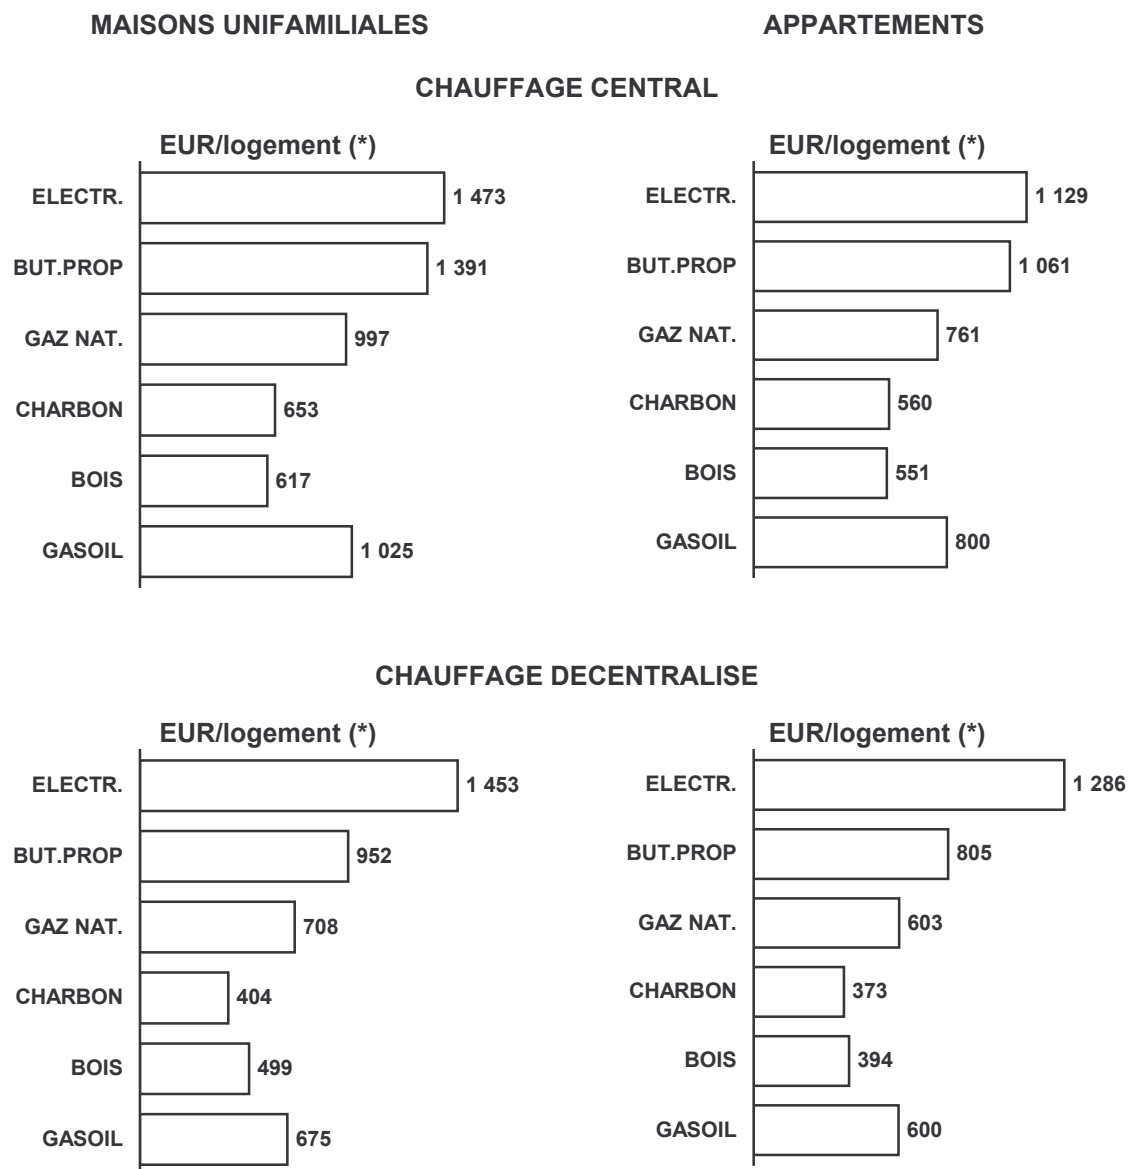 MAISONS UNIFAMILIALES
APPARTEMENTS
CHAUFFAGE CENTRAL
EUR/logement (*)
ELECTR. 1 473
BUT.PROP 1 391
GAZ NAT. 997
CHARBON 653
BOIS 617
GASOIL 1 025
EUR/logement (*)
ELECTR. 1 129
BUT.PROP 1 061
GAZ NAT. 761
CHARBON 560
BOIS 551
GASOIL 800
CHAUFFAGE DECENTRALISE
EUR/logement (*)
ELECTR. 1 453
BUT.PROP 952
GAZ NAT. 708
CHARBON 404
BOIS 499
GASOIL 675
EUR/logement (*)
ELECTR. 1 286
BUT.PROP 805
GAZ NAT. 603
CHARBON 373
BOIS 394
GASOIL 600